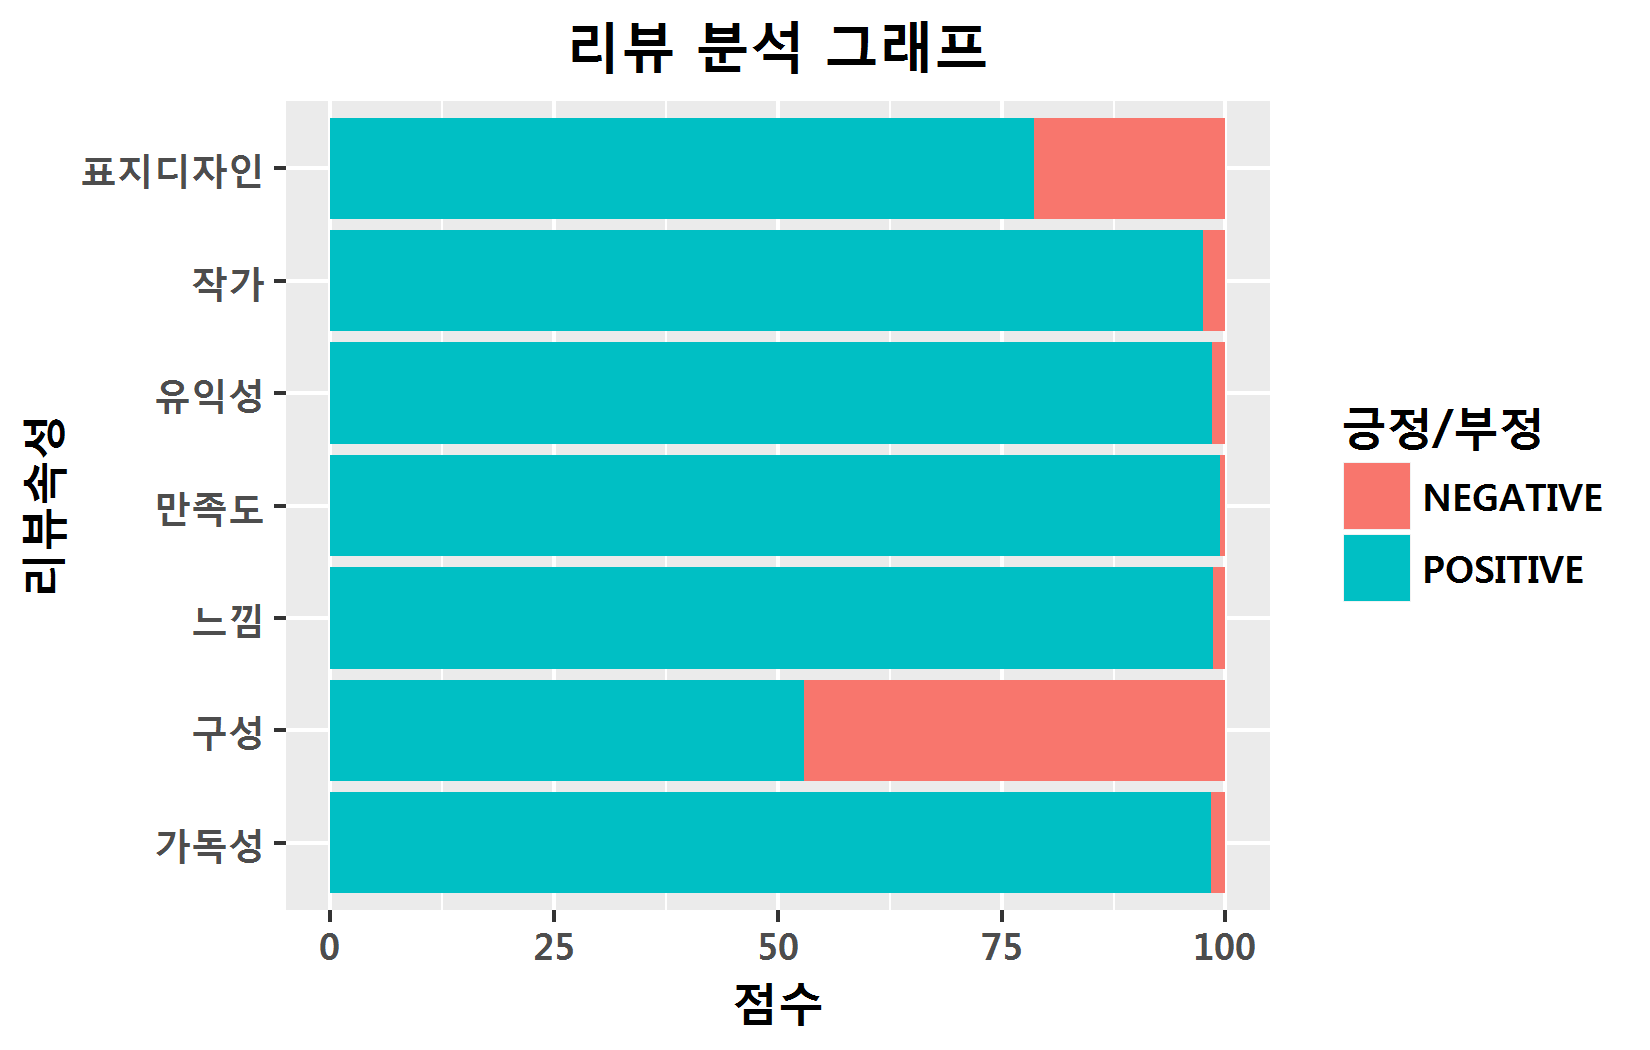 리뷰 분석 그래프
표지디자인
작가
유익성
만족도
느낌
구성
가독성
리뷰속성
0 25 50 75 100
점수
긍정/부정
NEGATIVE
POSITIVE